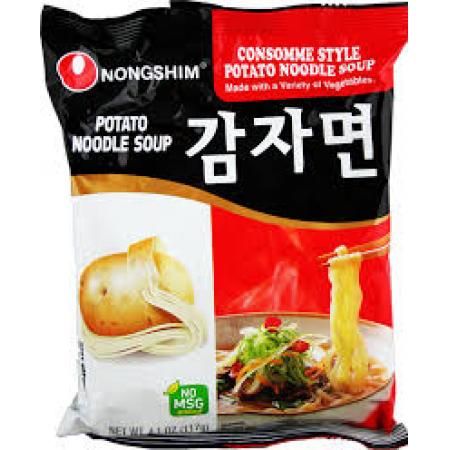 NONGSHIM
CONSOMME STYLE
POTATO NOODLE SOUP
Made with a Variety of Vegetables.
POTATO
NOODLE SOUP
감자면
NO
MSG
NET WT. 4.1 OZ (117g)